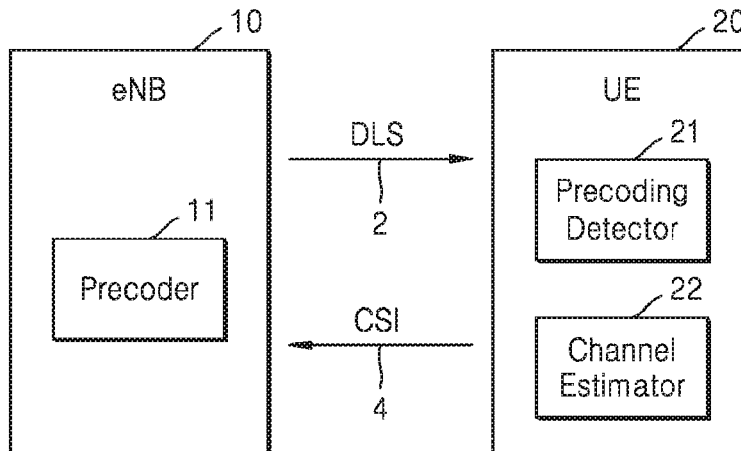 10
eNB
11
Precoder
DLS
2
CSI
4
20
UE
21
Precoding
Detector
22
Channel
Estimator